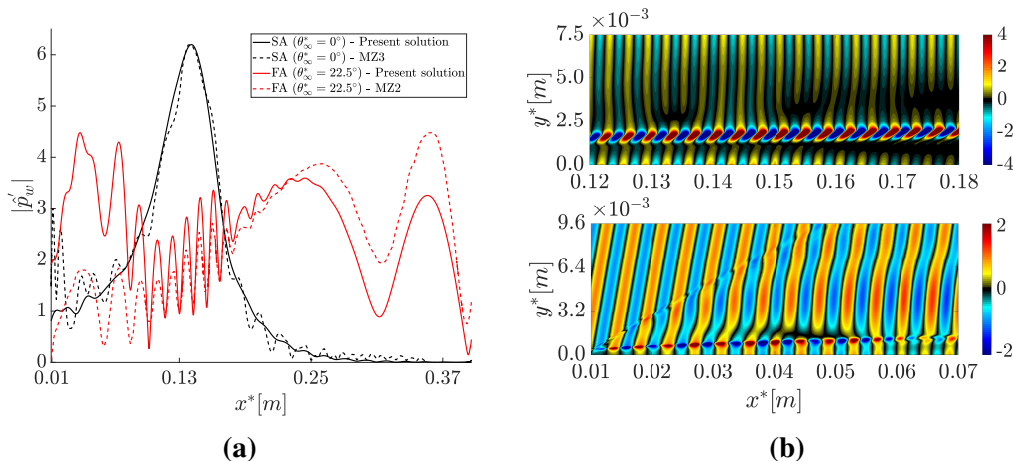 SA (θ*∞ = 0°) - Present solution
SA (θ*∞ = 0°) - MZ3
FA (θ*∞ = 22.5°) - Present solution
FA (θ*∞ = 22.5°) - MZ2
6
5
4
3
2
1
0
|p̂′w|
0.01 0.13 0.25 0.37
x*[m]
(a)
×10⁻³
7.5
5.0
2.5
0.0
y*[m]
0.12 0.13 0.14 0.15 0.16 0.17 0.18
4
2
0
-2
-4
×10⁻³
9.6
6.4
3.2
0.0
y*[m]
0.01 0.02 0.03 0.04 0.05 0.06 0.07
2
1
0
-1
-2
x*[m]
(b)